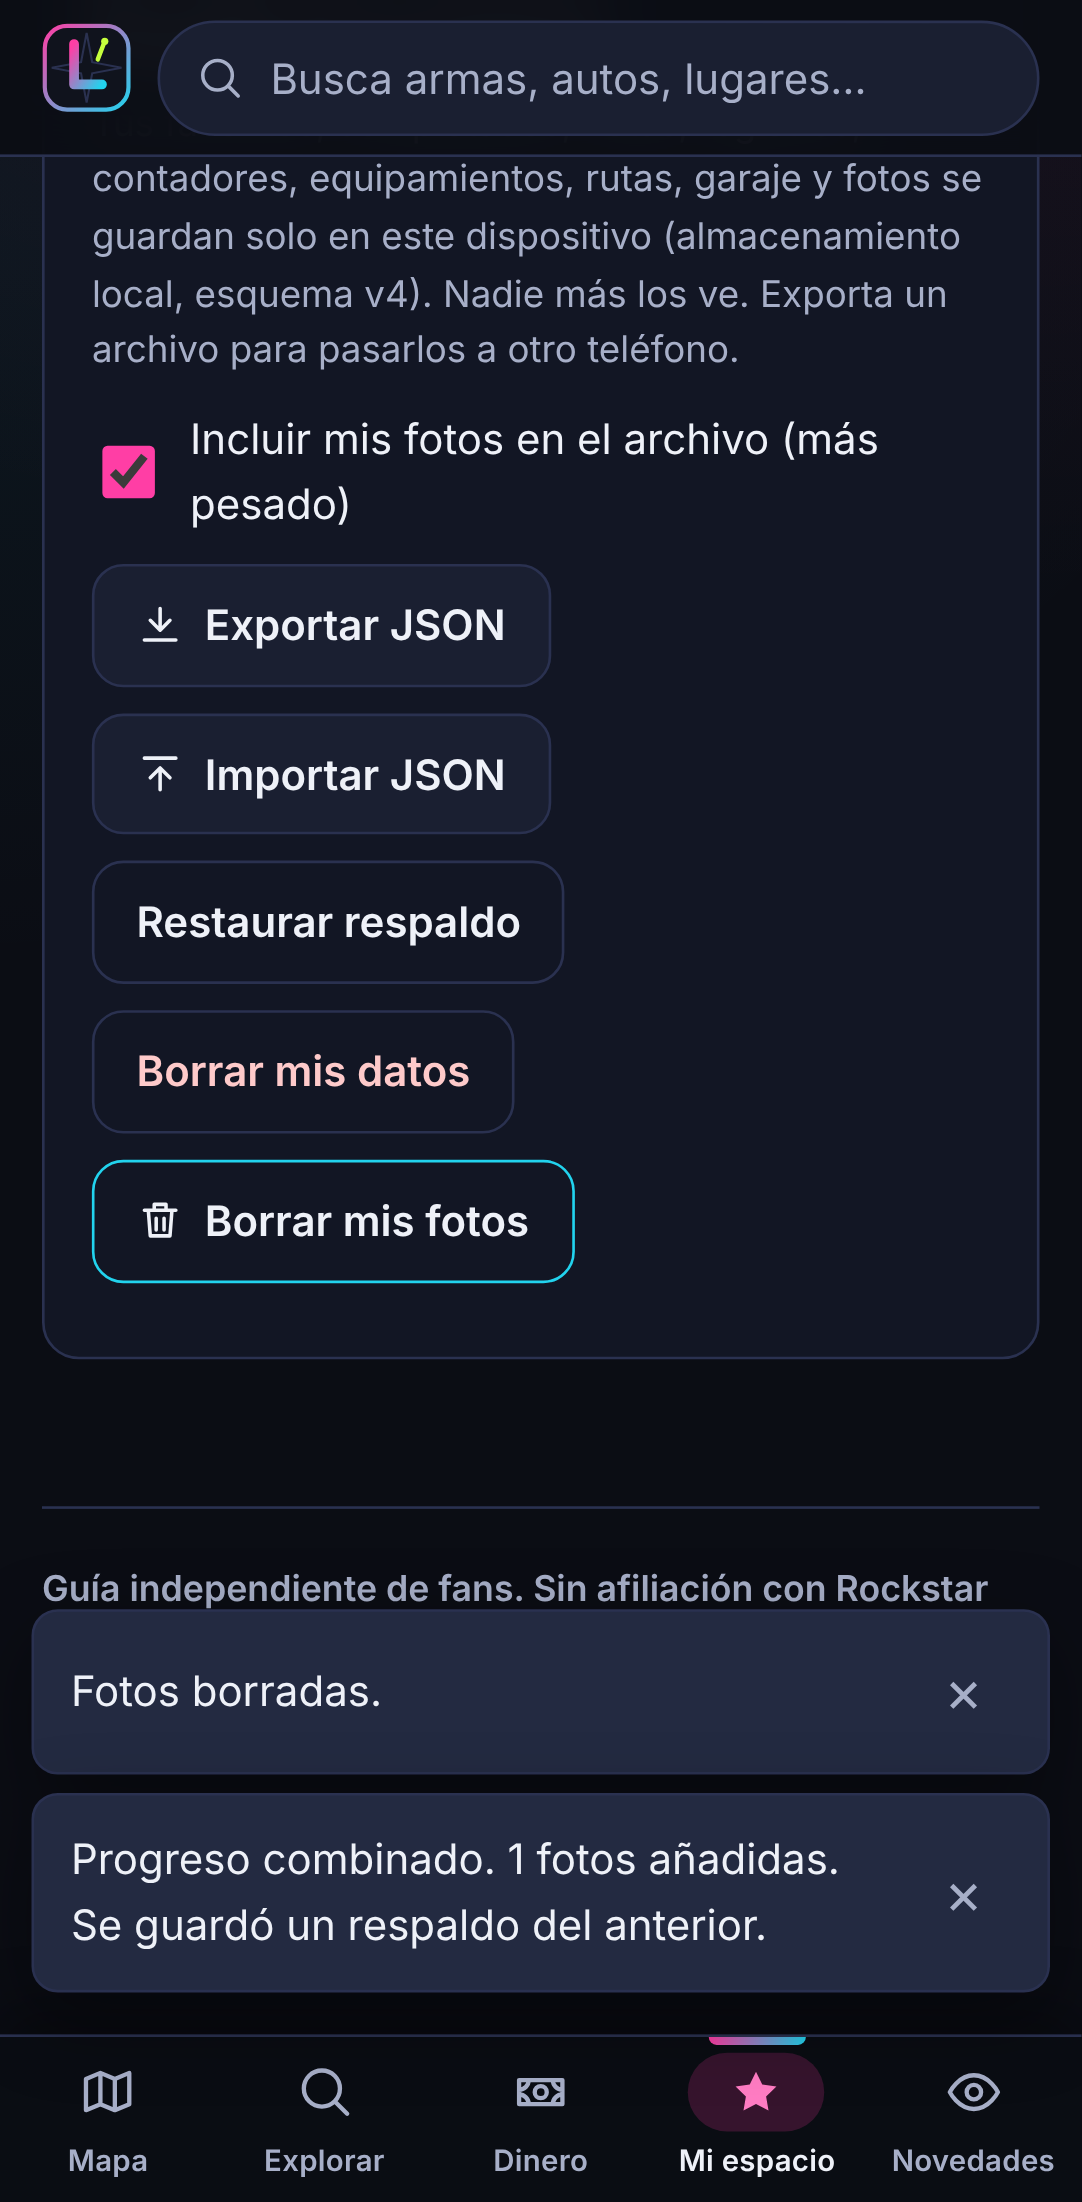 Busca armas, autos, lugares...
contadores, equipamientos, rutas, garaje y fotos se
guardan solo en este dispositivo (almacenamiento
local, esquema v4). Nadie más los ve. Exporta un
archivo para pasarlos a otro teléfono.
Incluir mis fotos en el archivo (más
pesado)
Exportar JSON
Importar JSON
Restaurar respaldo
Borrar mis datos
Borrar mis fotos
Guía independiente de fans. Sin afiliación con Rockstar
Fotos borradas.
Progreso combinado. 1 fotos añadidas.
Se guardó un respaldo del anterior.
Mapa
Explorar
Dinero
Mi espacio
Novedades